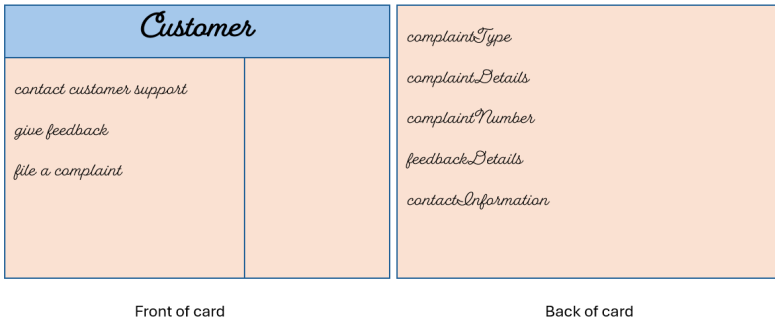 Customer
contact customer support
give feedback
file a complaint
complaintType
complaintDetails
complaintNumber
feedbackDetails
contactInformation
Front of card
Back of card